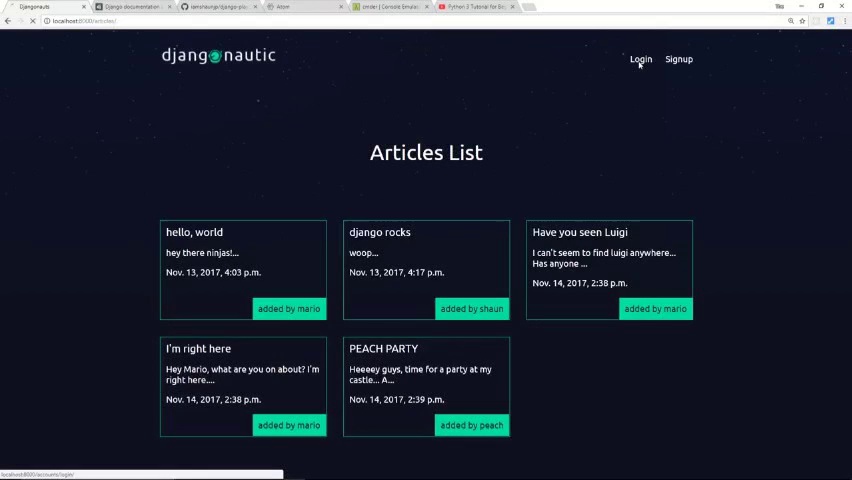 Djangonauts
Django documentation
iamshaunjp/django-play
Atom
cmder | Console Emulat
Python 3 Tutorial for Be
localhost:8000/articles/
djangonautic
Login Signup
Articles List
hello, world
hey there ninjas!...
Nov. 13, 2017, 4:03 p.m.
added by mario
django rocks
woop...
Nov. 13, 2017, 4:17 p.m.
added by shaun
Have you seen Luigi
I can't seem to find luigi anywhere...
Has anyone ...
Nov. 14, 2017, 2:38 p.m.
added by mario
I'm right here
Hey Mario, what are you on about? I'm
right here....
Nov. 14, 2017, 2:38 p.m.
added by mario
PEACH PARTY
Heeeey guys, time for a party at my
castle... A...
Nov. 14, 2017, 2:39 p.m.
added by peach
localhost:8000/accounts/login/